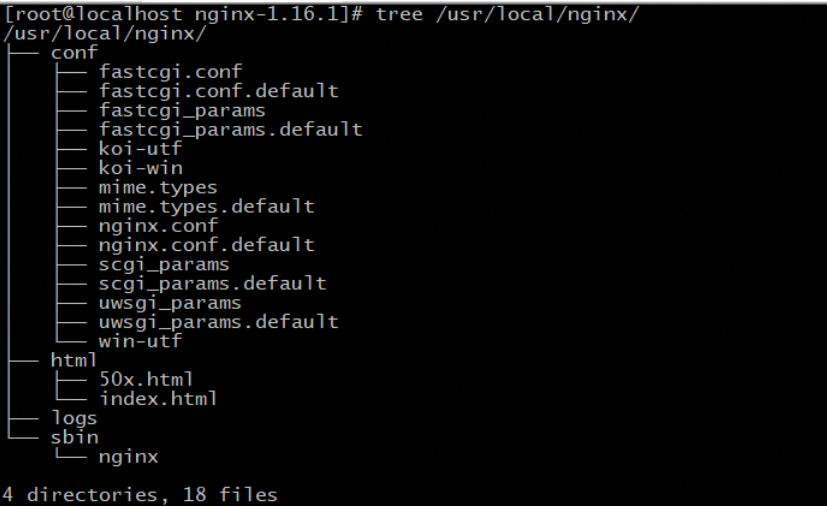 [root@localhost nginx-1.16.1]# tree /usr/local/nginx/
/usr/local/nginx/
├── conf
│   ├── fastcgi.conf
│   ├── fastcgi.conf.default
│   ├── fastcgi_params
│   ├── fastcgi_params.default
│   ├── koi-utf
│   ├── koi-win
│   ├── mime.types
│   ├── mime.types.default
│   ├── nginx.conf
│   ├── nginx.conf.default
│   ├── scgi_params
│   ├── scgi_params.default
│   ├── uwsgi_params
│   ├── uwsgi_params.default
│   └── win-utf
├── html
│   ├── 50x.html
│   └── index.html
├── logs
└── sbin
    └── nginx

4 directories, 18 files